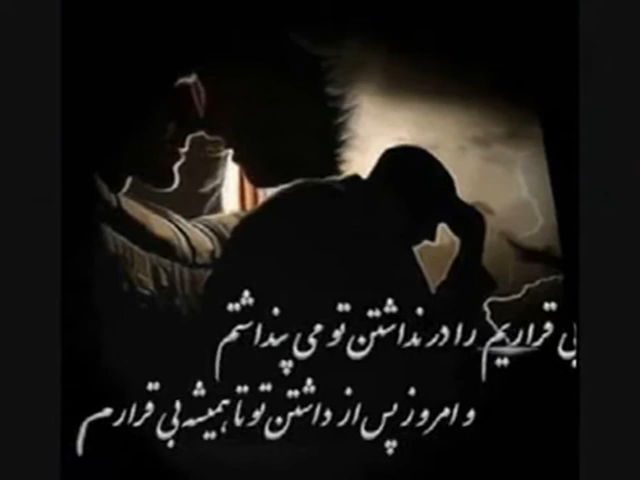 بی قراریم را در نداشتن تو می پنداشتم
و امروز پس از داشتن تو تا همیشه بی قرارم